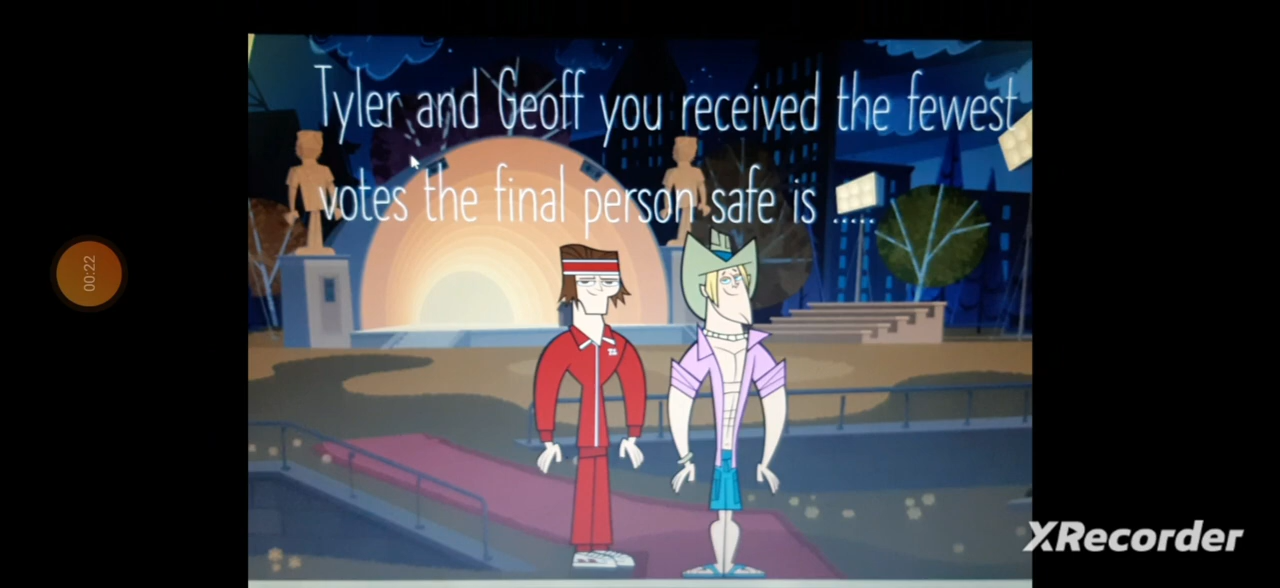 Tyler and Geoff you received the fewest
votes the final person safe is .....
00:22
XRecorder